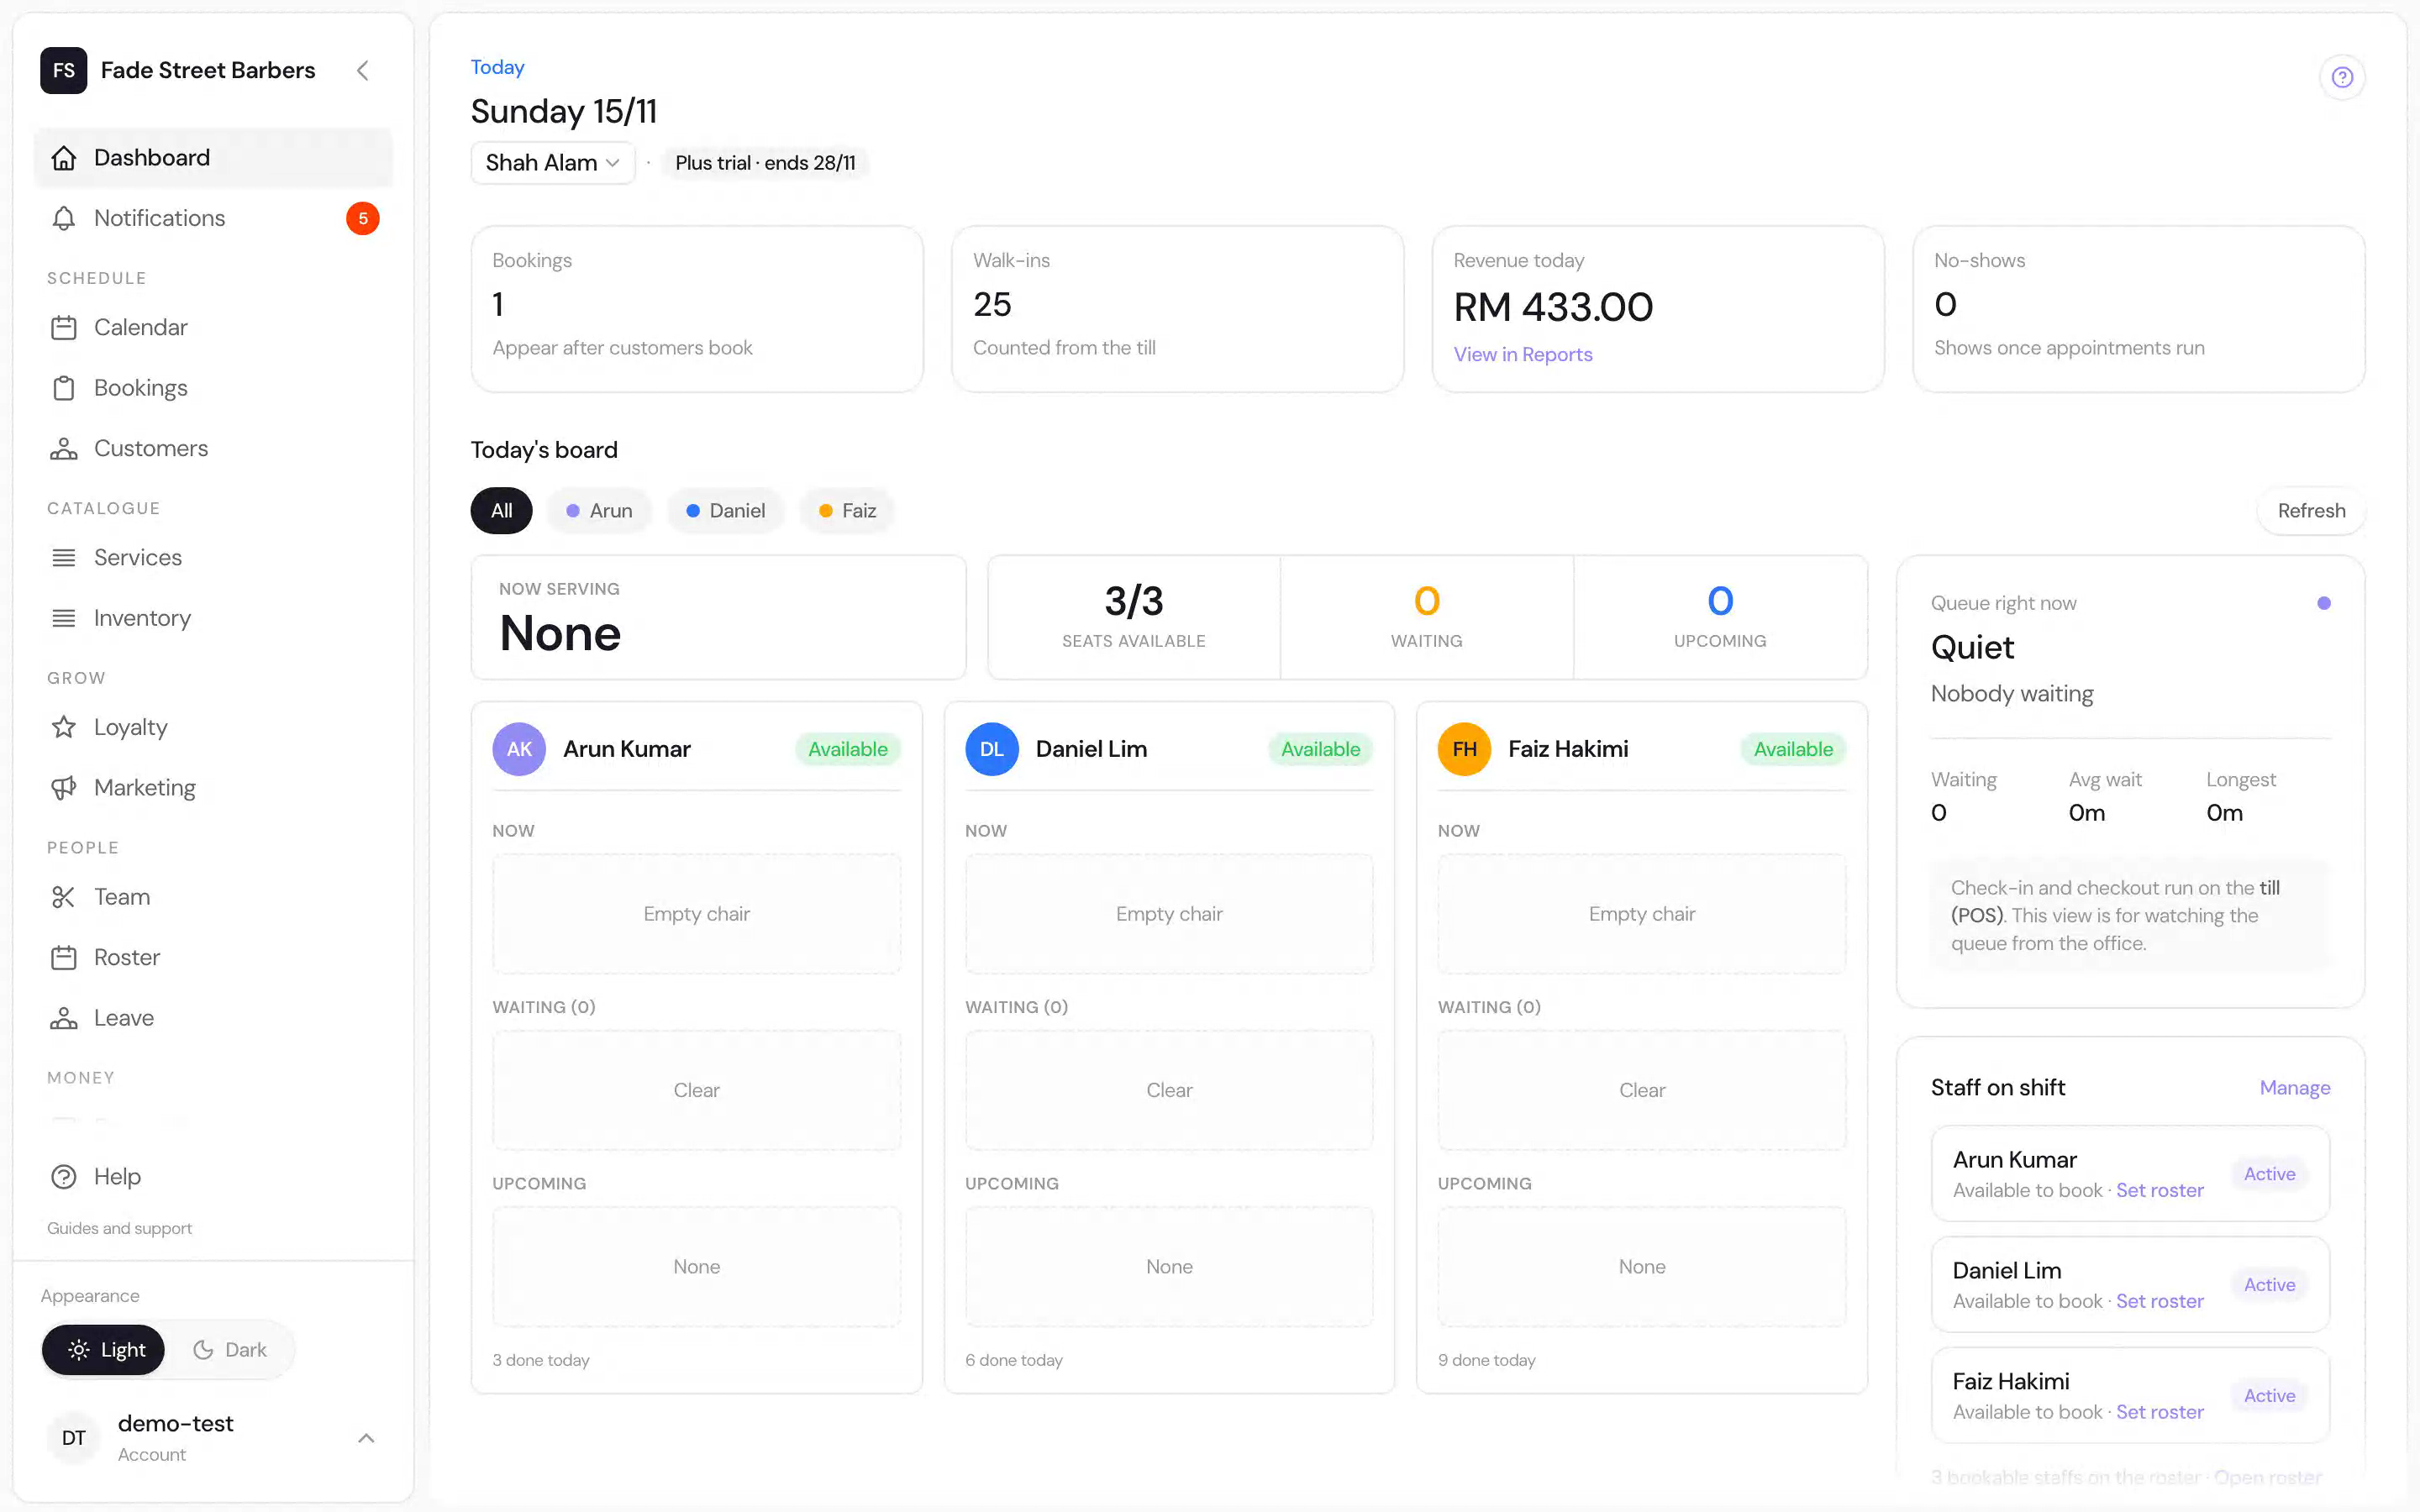 FS
Fade Street Barbers
Dashboard
Notifications
5
SCHEDULE
Calendar
Bookings
Customers
CATALOGUE
Services
Inventory
GROW
Loyalty
Marketing
PEOPLE
Team
Roster
Leave
MONEY
Help
Guides and support
Appearance
Light
Dark
DT
demo-test
Account
Today
Sunday 15/11
Shah Alam
· Plus trial · ends 28/11
Bookings
1
Appear after customers book
Walk-ins
25
Counted from the till
Revenue today
RM 433.00
View in Reports
No-shows
0
Shows once appointments run
Today's board
All
Arun
Daniel
Faiz
Refresh
NOW SERVING
None
3/3
SEATS AVAILABLE
0
WAITING
0
UPCOMING
AK
Arun Kumar
Available
NOW
Empty chair
WAITING (0)
Clear
UPCOMING
None
3 done today
DL
Daniel Lim
Available
NOW
Empty chair
WAITING (0)
Clear
UPCOMING
None
6 done today
FH
Faiz Hakimi
Available
NOW
Empty chair
WAITING (0)
Clear
UPCOMING
None
9 done today
Queue right now
Quiet
Nobody waiting
Waiting
0
Avg wait
0m
Longest
0m
Check-in and checkout run on the till
(POS). This view is for watching the
queue from the office.
Staff on shift
Manage
Arun Kumar
Available to book · Set roster
Active
Daniel Lim
Available to book · Set roster
Active
Faiz Hakimi
Available to book · Set roster
Active
3 bookable staffs on the roster · Open roster